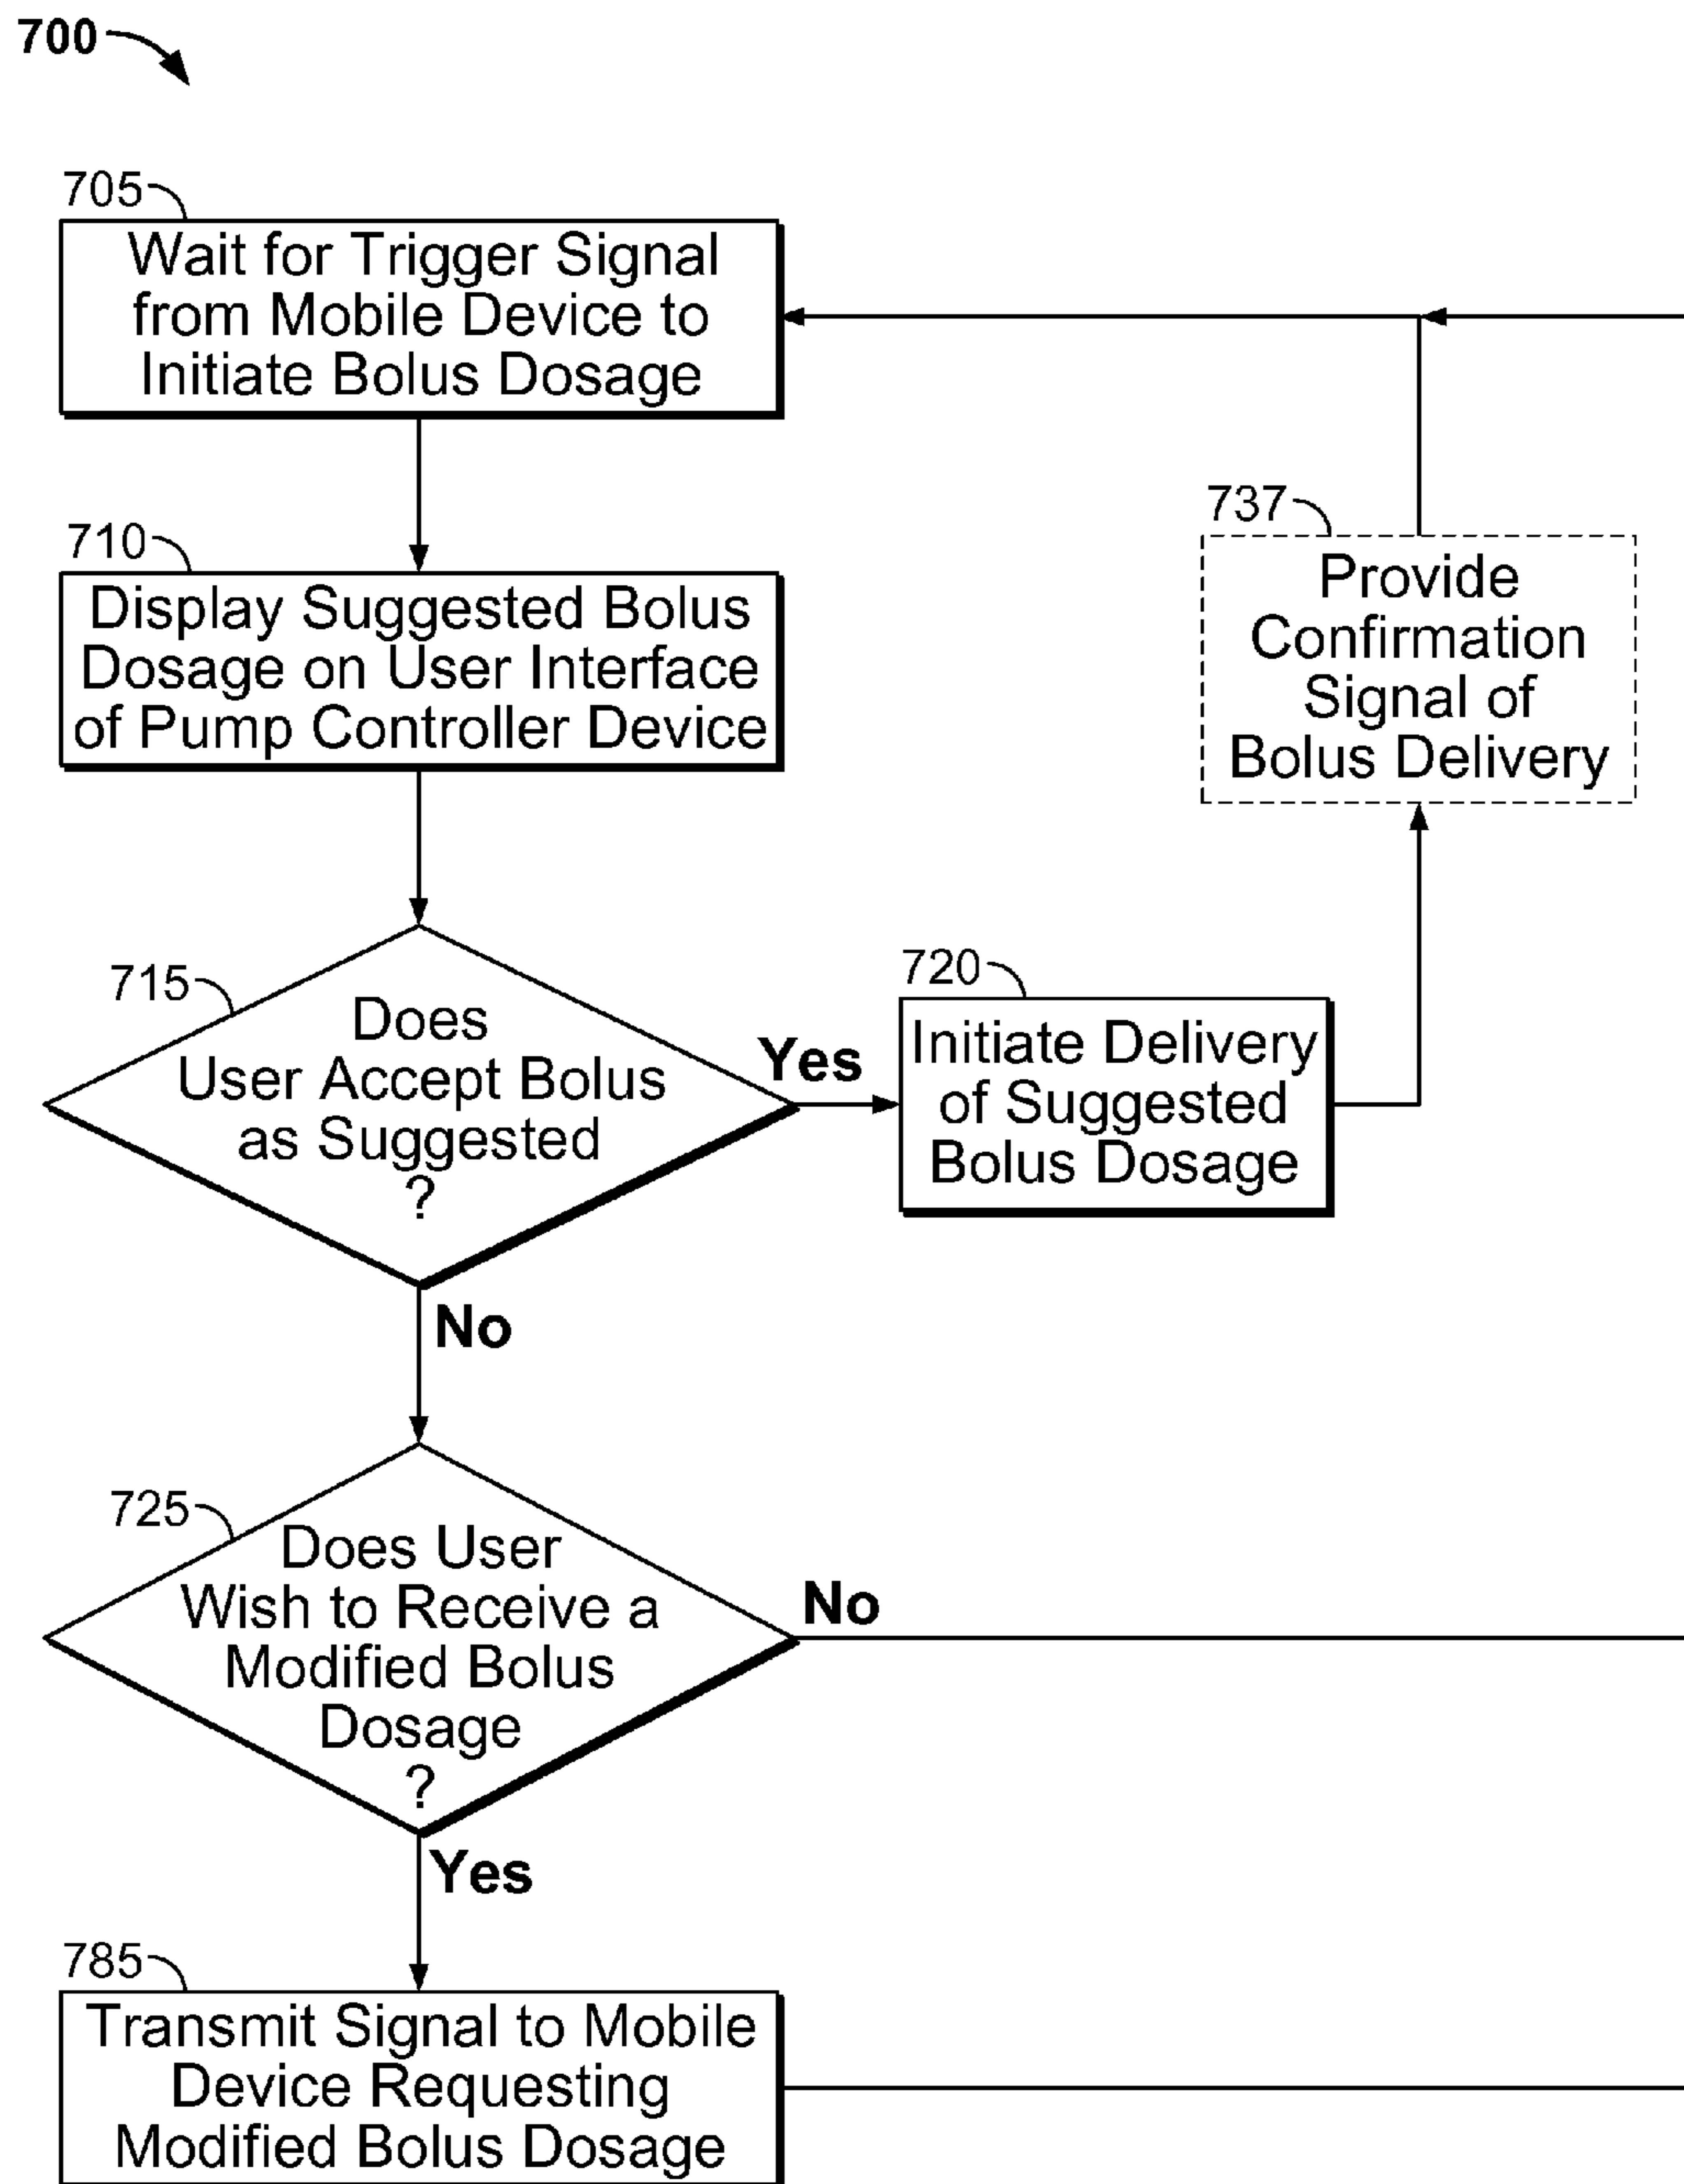 700
705
Wait for Trigger Signal
from Mobile Device to
Initiate Bolus Dosage
710
Display Suggested Bolus
Dosage on User Interface
of Pump Controller Device
737
Provide
Confirmation
Signal of
Bolus Delivery
715
Does
User Accept Bolus
as Suggested
?
Yes
720
Initiate Delivery
of Suggested
Bolus Dosage
No
725
Does User
Wish to Receive a
Modified Bolus
Dosage
?
No
Yes
785
Transmit Signal to Mobile
Device Requesting
Modified Bolus Dosage